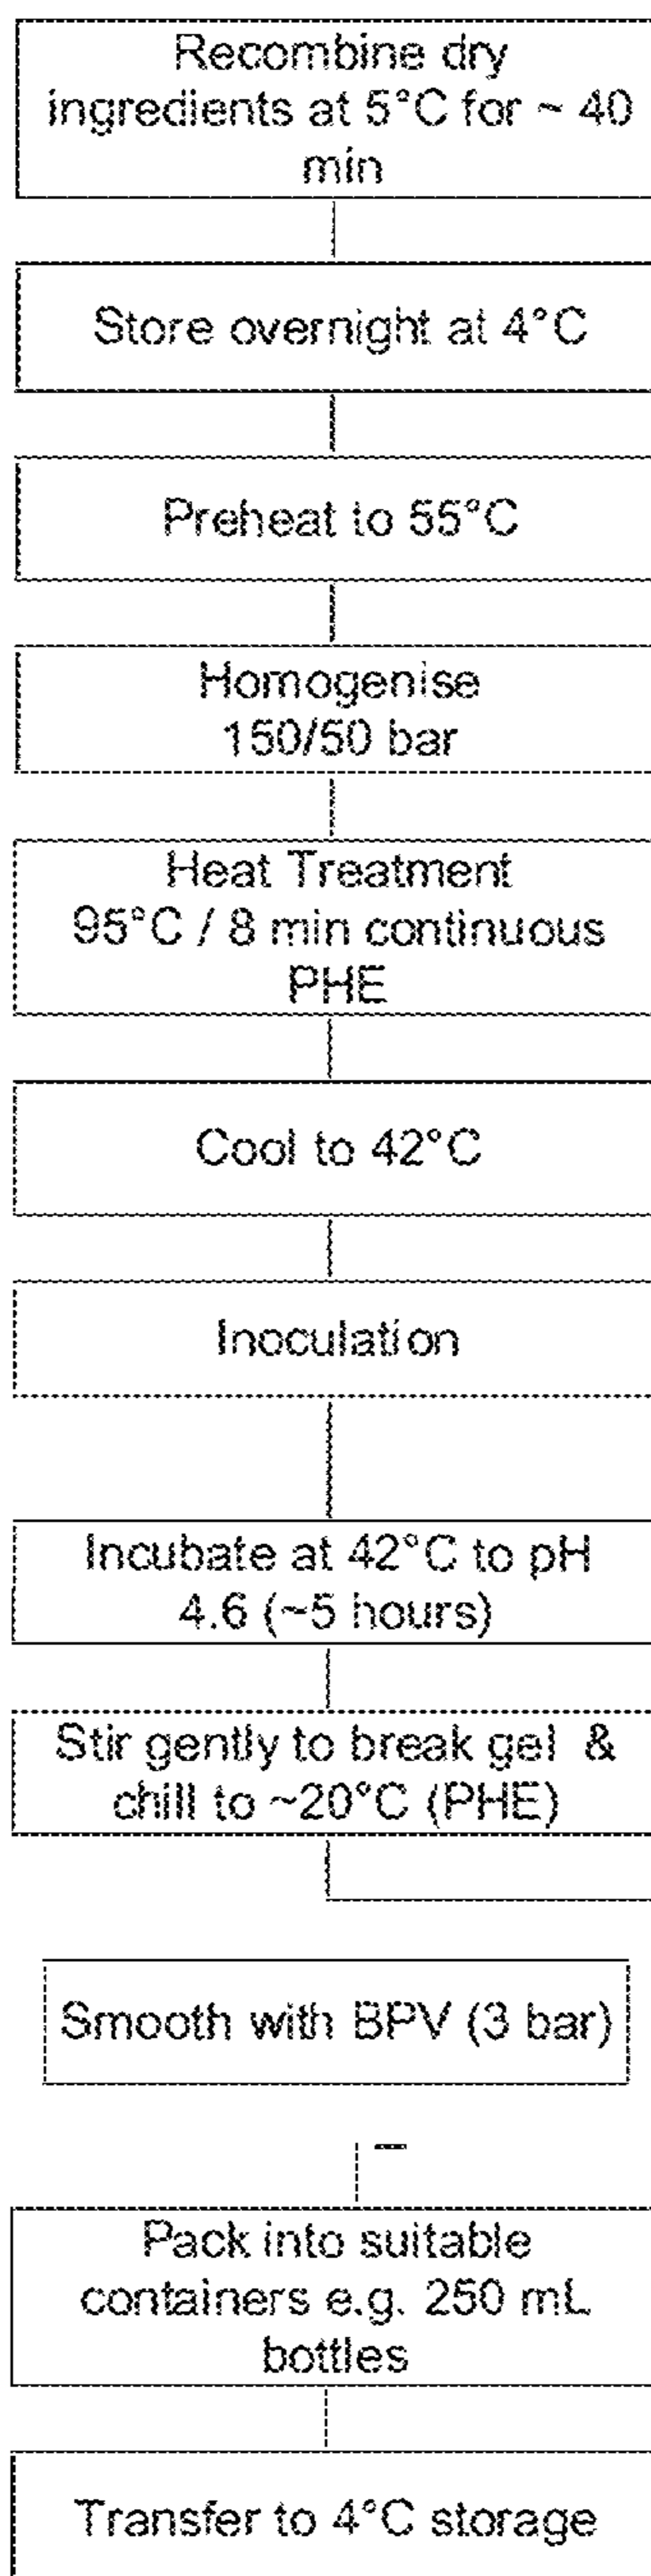 Recombine dry
ingredients at 5°C for ~ 40
min
Store overnight at 4°C
Preheat to 55°C
Homogenise
150/50 bar
Heat Treatment
95°C / 8 min continuous
PHE
Cool to 42°C
Inoculation
Incubate at 42°C to pH
4.6 (~5 hours)
Stir gently to break gel &
chill to ~20°C (PHE)
Smooth with BPV (3 bar)
Pack into suitable
containers e.g. 250 mL
bottles
Transfer to 4°C storage